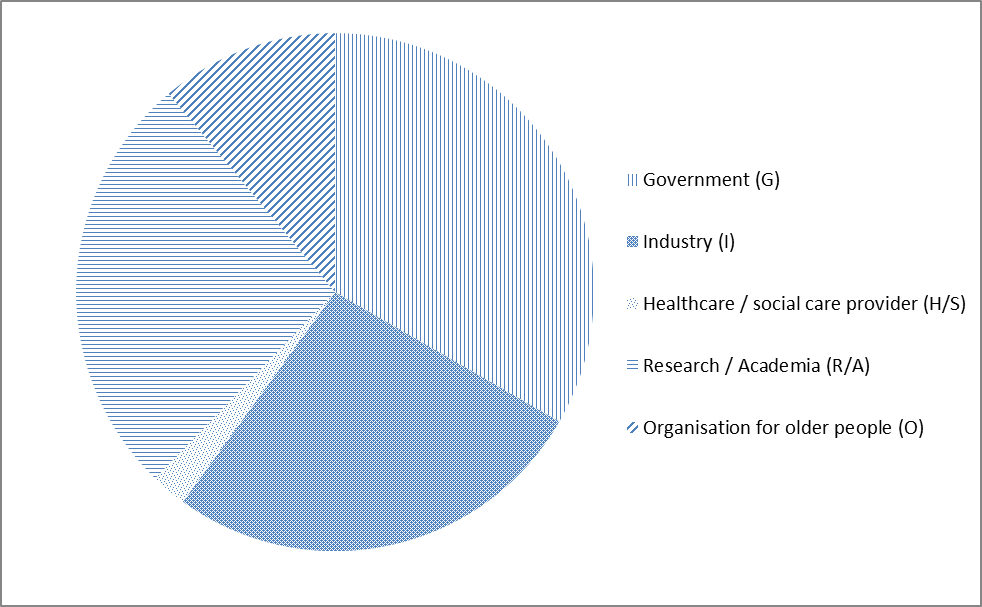 Government (G)
Industry (I)
Healthcare / social care provider (H/S)
Research / Academia (R/A)
Organisation for older people (O)